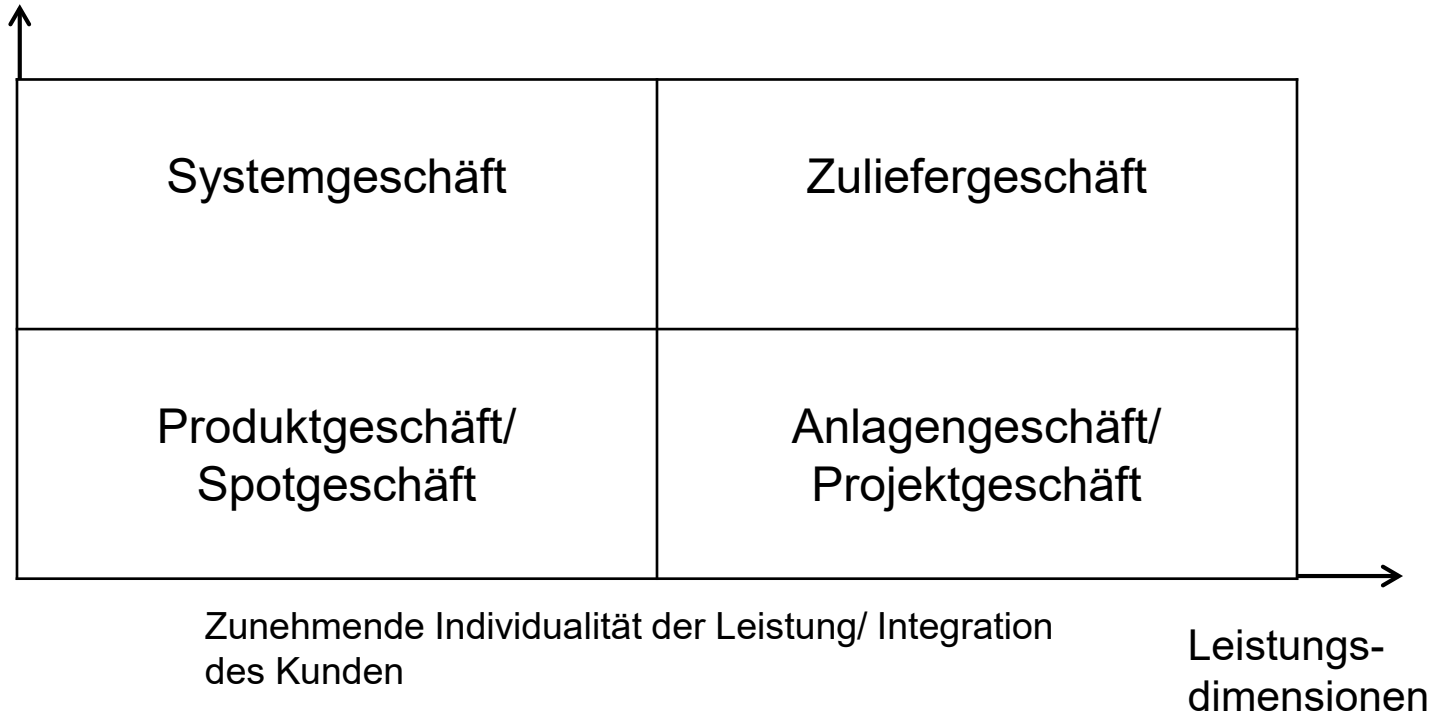 Systemgeschäft
Zuliefergeschäft
Produktgeschäft/
Spotgeschäft
Anlagengeschäft/
Projektgeschäft
Zunehmende Individualität der Leistung/ Integration
des Kunden
Leistungs-
dimensionen